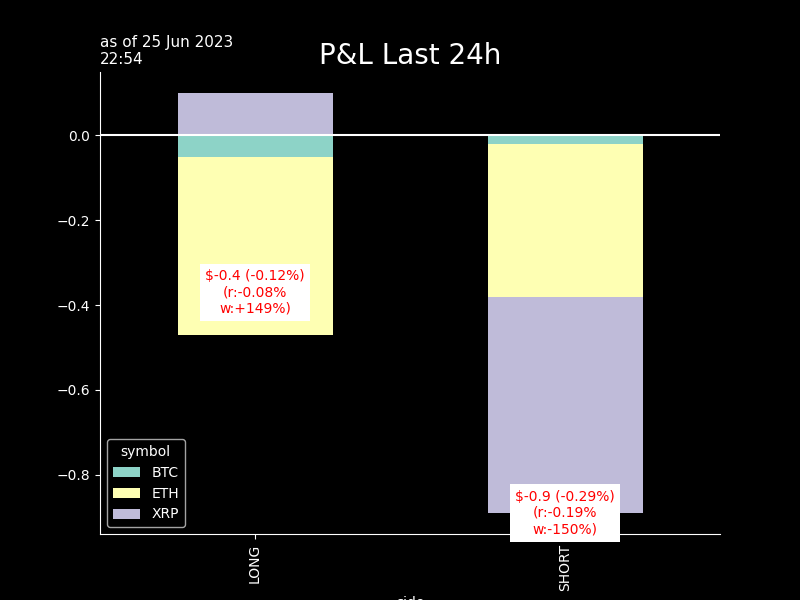 as of 25 Jun 2023
22:54
P&L Last 24h
0.0
−0.2
−0.4
−0.6
−0.8
$-0.4 (-0.12%)
(r:-0.08%
w:+149%)
$-0.9 (-0.29%)
(r:-0.19%
w:-150%)
symbol
BTC
ETH
XRP
LONG
SHORT